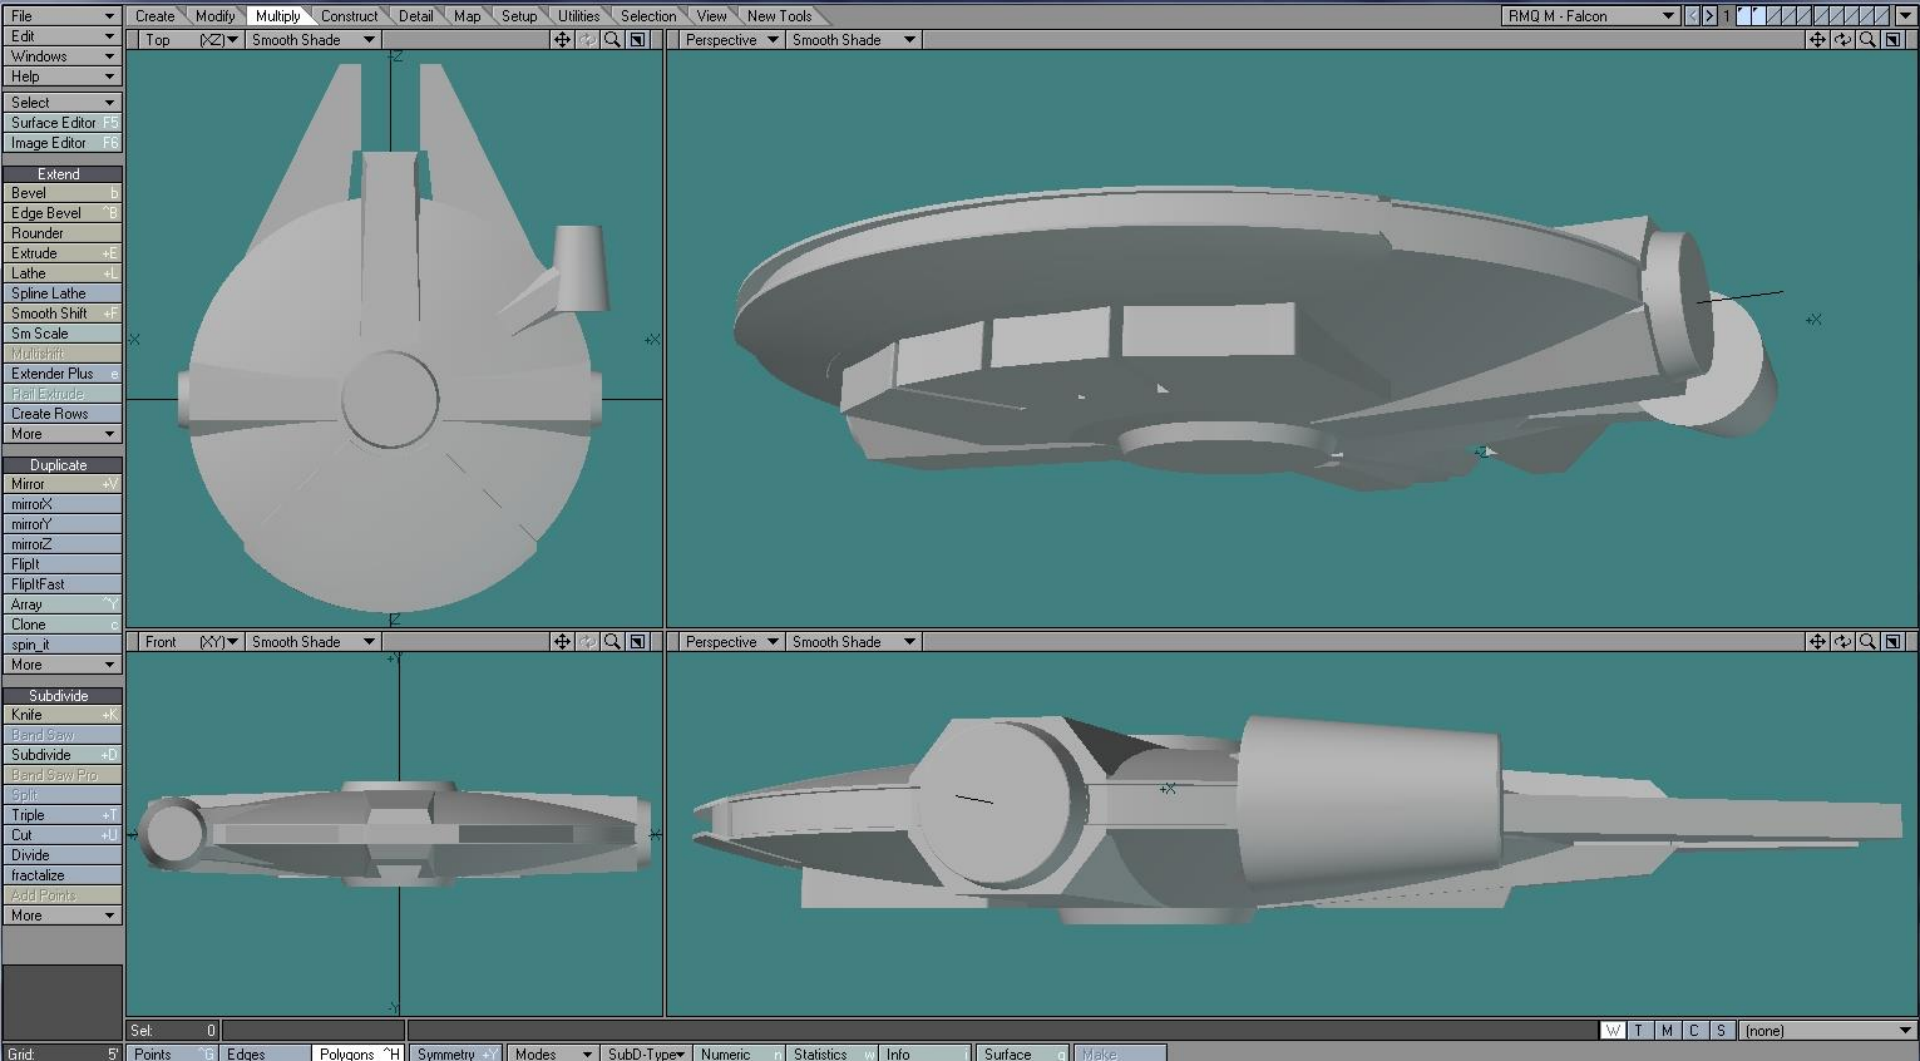 File
Create Modify Multiply Construct Detail Map Setup Utilities Selection View New Tools
RMQ M - Falcon
1
Edit
Windows
Help
Top (XZ) Smooth Shade
Perspective Smooth Shade
Select
Surface Editor F5
Image Editor F6
Extend
Bevel b
Edge Bevel ^B
Rounder
Extrude +E
Lathe +L
Spline Lathe
Smooth Shift +F
Sm Scale
Multishift
Extender Plus e
Rail Extrude
Create Rows
More
Duplicate
Mirror +V
mirrorX
mirrorY
mirrorZ
FlipIt
FlipItFast
Array ^Y
Clone c
spin_it
More
Subdivide
Knife +K
Band Saw
Subdivide +D
Band Saw Pro
Split
Triple +T
Cut +U
Divide
fractalize
Add Points
More
-X
+X
+X
Front (XY) Smooth Shade
Perspective Smooth Shade
+Y
+X
-Y
Sel: 0
W T M C S (none)
Grid: 5'
Points ^G Edges Polygons ^H Symmetry +Y Modes SubD-Type Numeric n Statistics w Info i Surface q Make